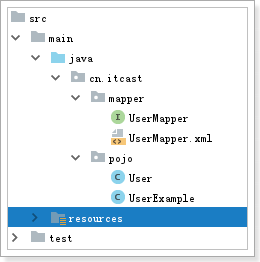 src
main
java
cn.itcast
mapper
UserMapper
UserMapper.xml
pojo
User
UserExample
resources
test